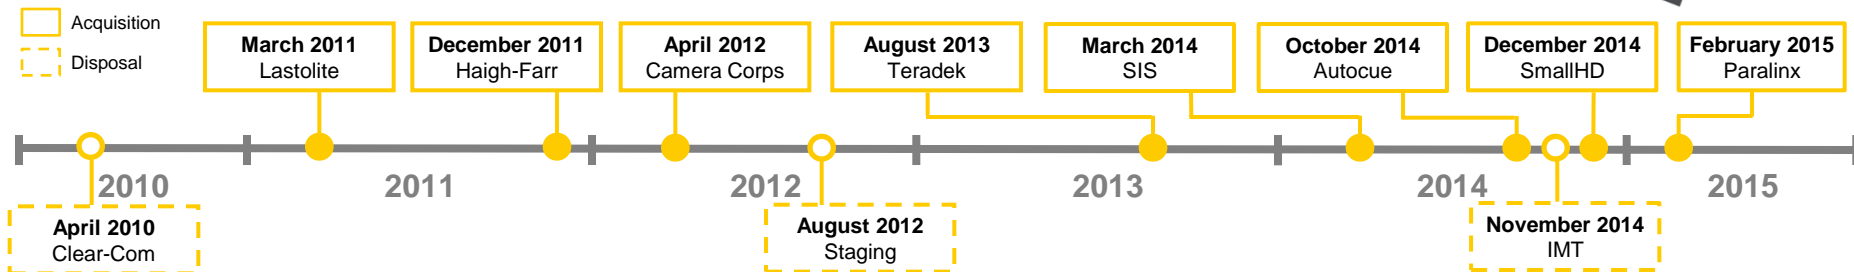 Acquisition
Disposal
March 2011
Lastolite
December 2011
Haigh-Farr
April 2012
Camera Corps
August 2013
Teradek
March 2014
SIS
October 2014
Autocue
December 2014
SmallHD
February 2015
Paralinx
2010
2011
2012
2013
2014
2015
April 2010
Clear-Com
August 2012
Staging
November 2014
IMT